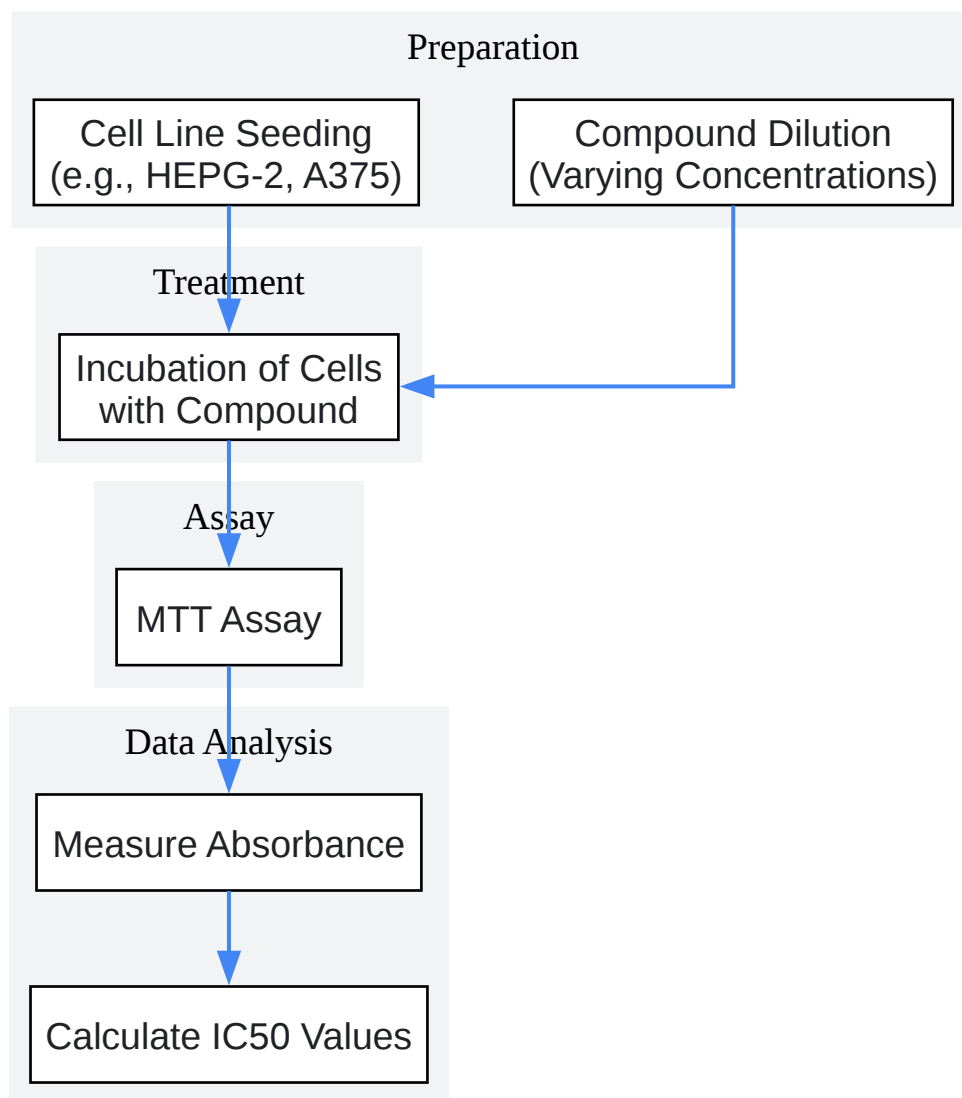 Preparation
Cell Line Seeding
(e.g., HEPG-2, A375)
Compound Dilution
(Varying Concentrations)
Treatment
Incubation of Cells
with Compound
Assay
MTT Assay
Data Analysis
Measure Absorbance
Calculate IC50 Values